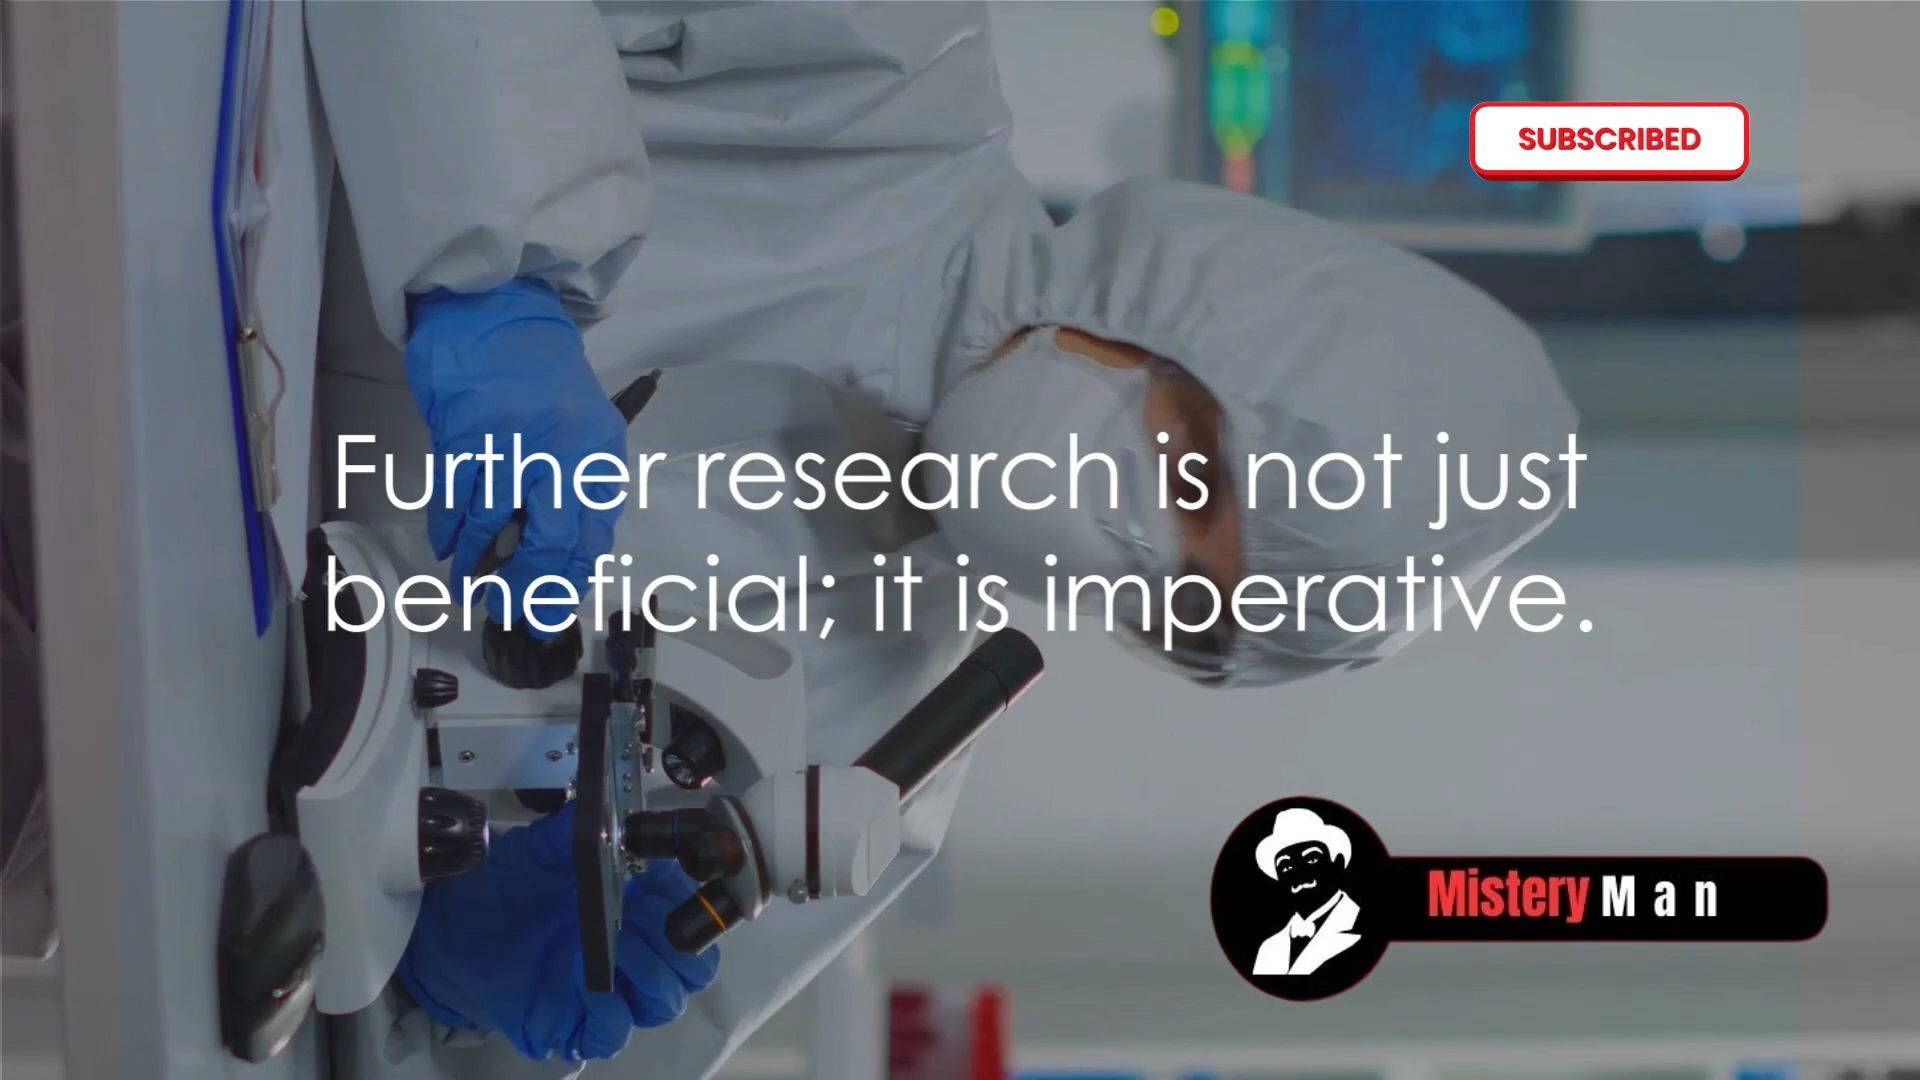 SUBSCRIBED
Further research is not just
beneficial; it is imperative.
Mistery Man